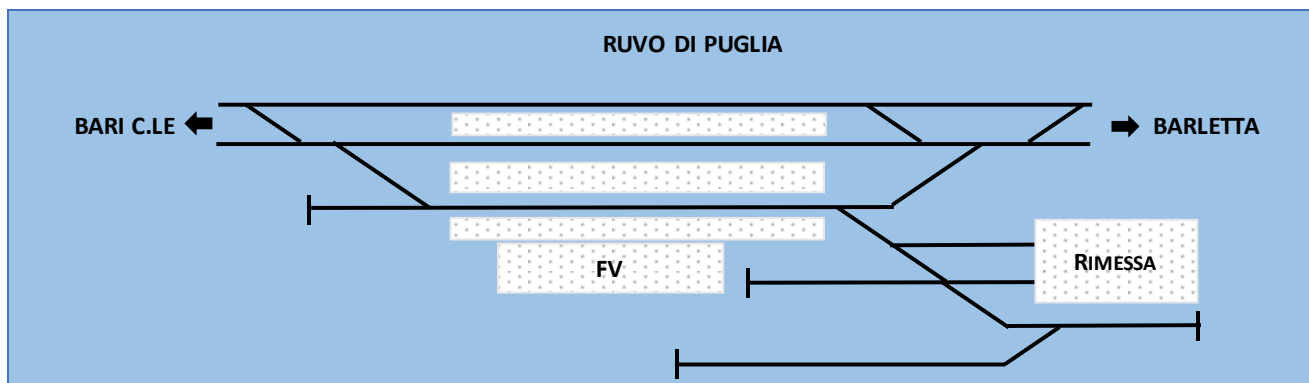 RUVO DI PUGLIA
BARI C.LE
BARLETTA
FV
RIMESSA